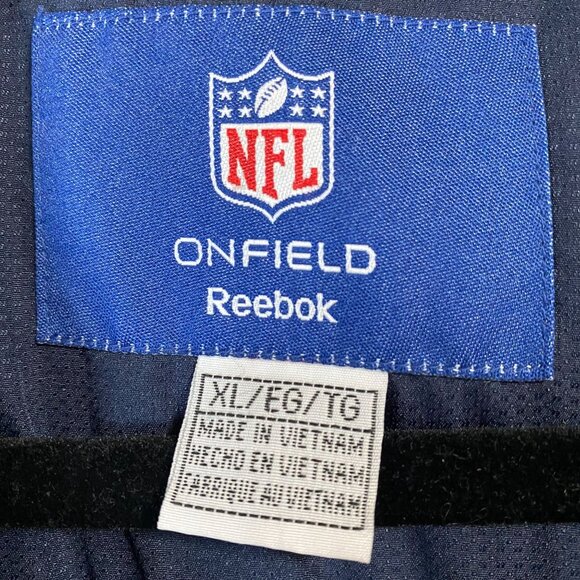 NFL
ONFIELD
Reebok
XL/EG/TG
MADE IN VIETNAM
HECHO EN VIETNAM
FABRIQUE AU VIETNAM